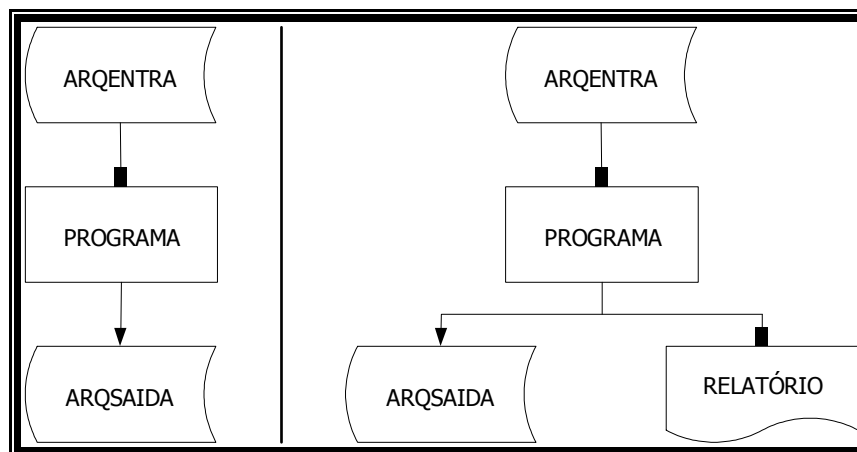 ARQENTRA
PROGRAMA
ARQSAIDA
ARQENTRA
PROGRAMA
ARQSAIDA
RELATÓRIO